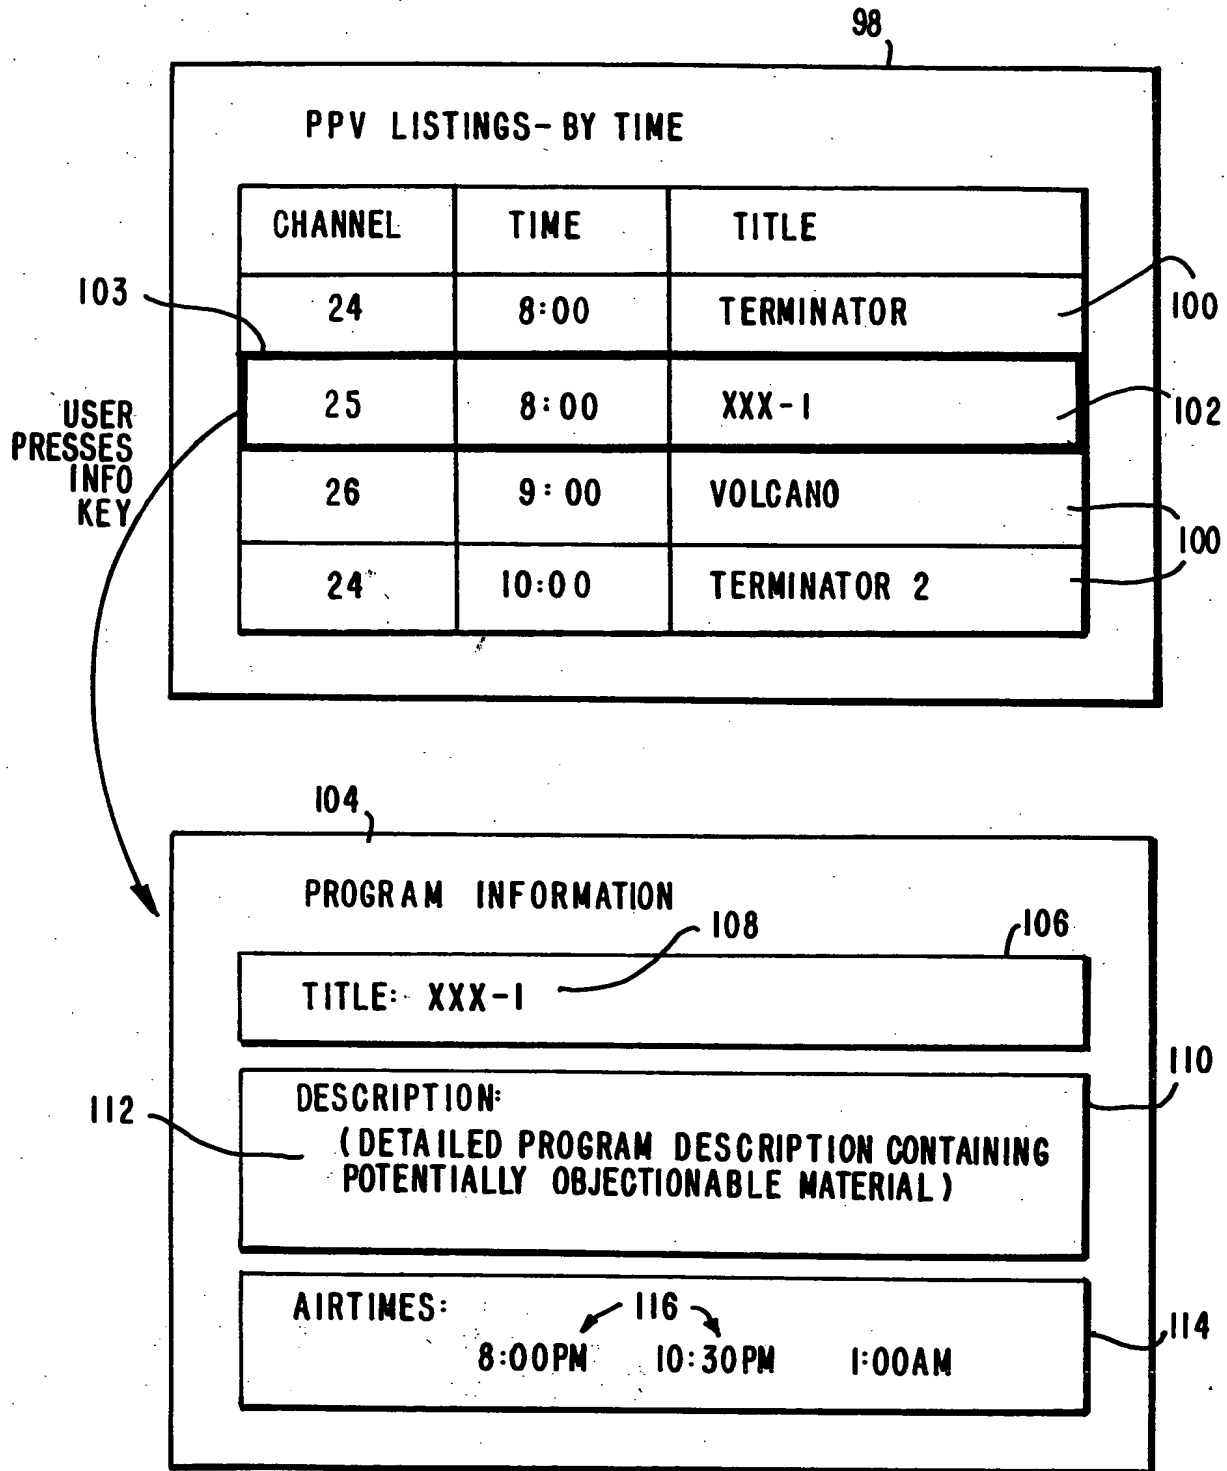 98
PPV LISTINGS-BY TIME
CHANNEL TIME TITLE
24 8:00 TERMINATOR
103
100
25 8:00 XXX-1
102
USER
PRESSES
INFO
KEY
26 9:00 VOLCANO
100
24 10:00 TERMINATOR 2
104
PROGRAM INFORMATION
108
106
TITLE: XXX-1
110
DESCRIPTION:
112
(DETAILED PROGRAM DESCRIPTION CONTAINING
POTENTIALLY OBJECTIONABLE MATERIAL)
AIRTIMES:
116
114
8:00PM 10:30PM 1:00AM